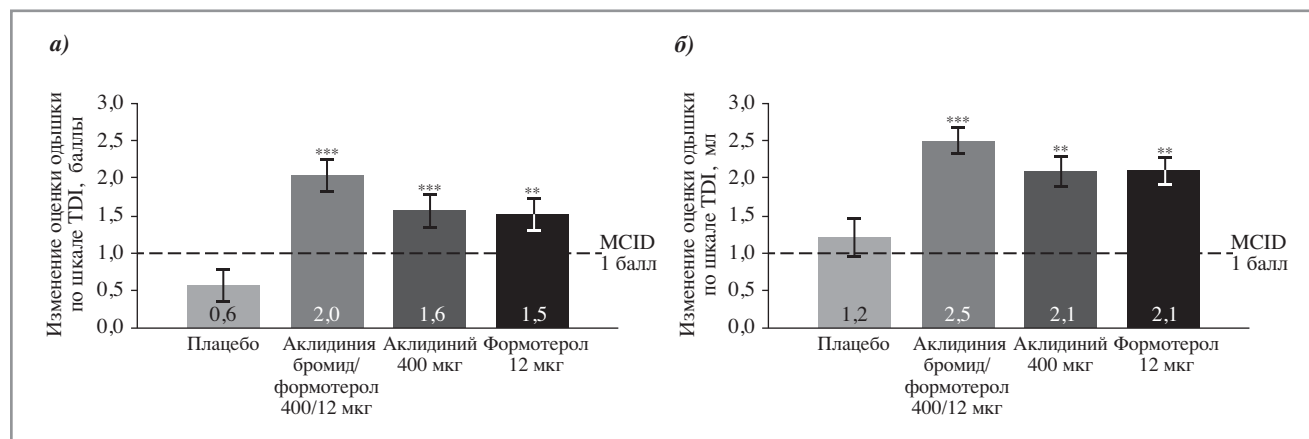 а)
Изменение оценки одышки
по шкале TDI, баллы
3,0
2,5
2,0
1,5
1,0
0,5
0,0
***
***
**
MCID
1 балл
0,6
2,0
1,6
1,5
Плацебо
Аклидиния
бромид/
формотерол
400/12 мкг
Аклидиний
400 мкг
Формотерол
12 мкг
б)
Изменение оценки одышки
по шкале TDI, мл
3,0
2,5
2,0
1,5
1,0
0,5
0,0
***
**
**
MCID
1 балл
1,2
2,5
2,1
2,1
Плацебо
Аклидиния
бромид/
формотерол
400/12 мкг
Аклидиний
400 мкг
Формотерол
12 мкг